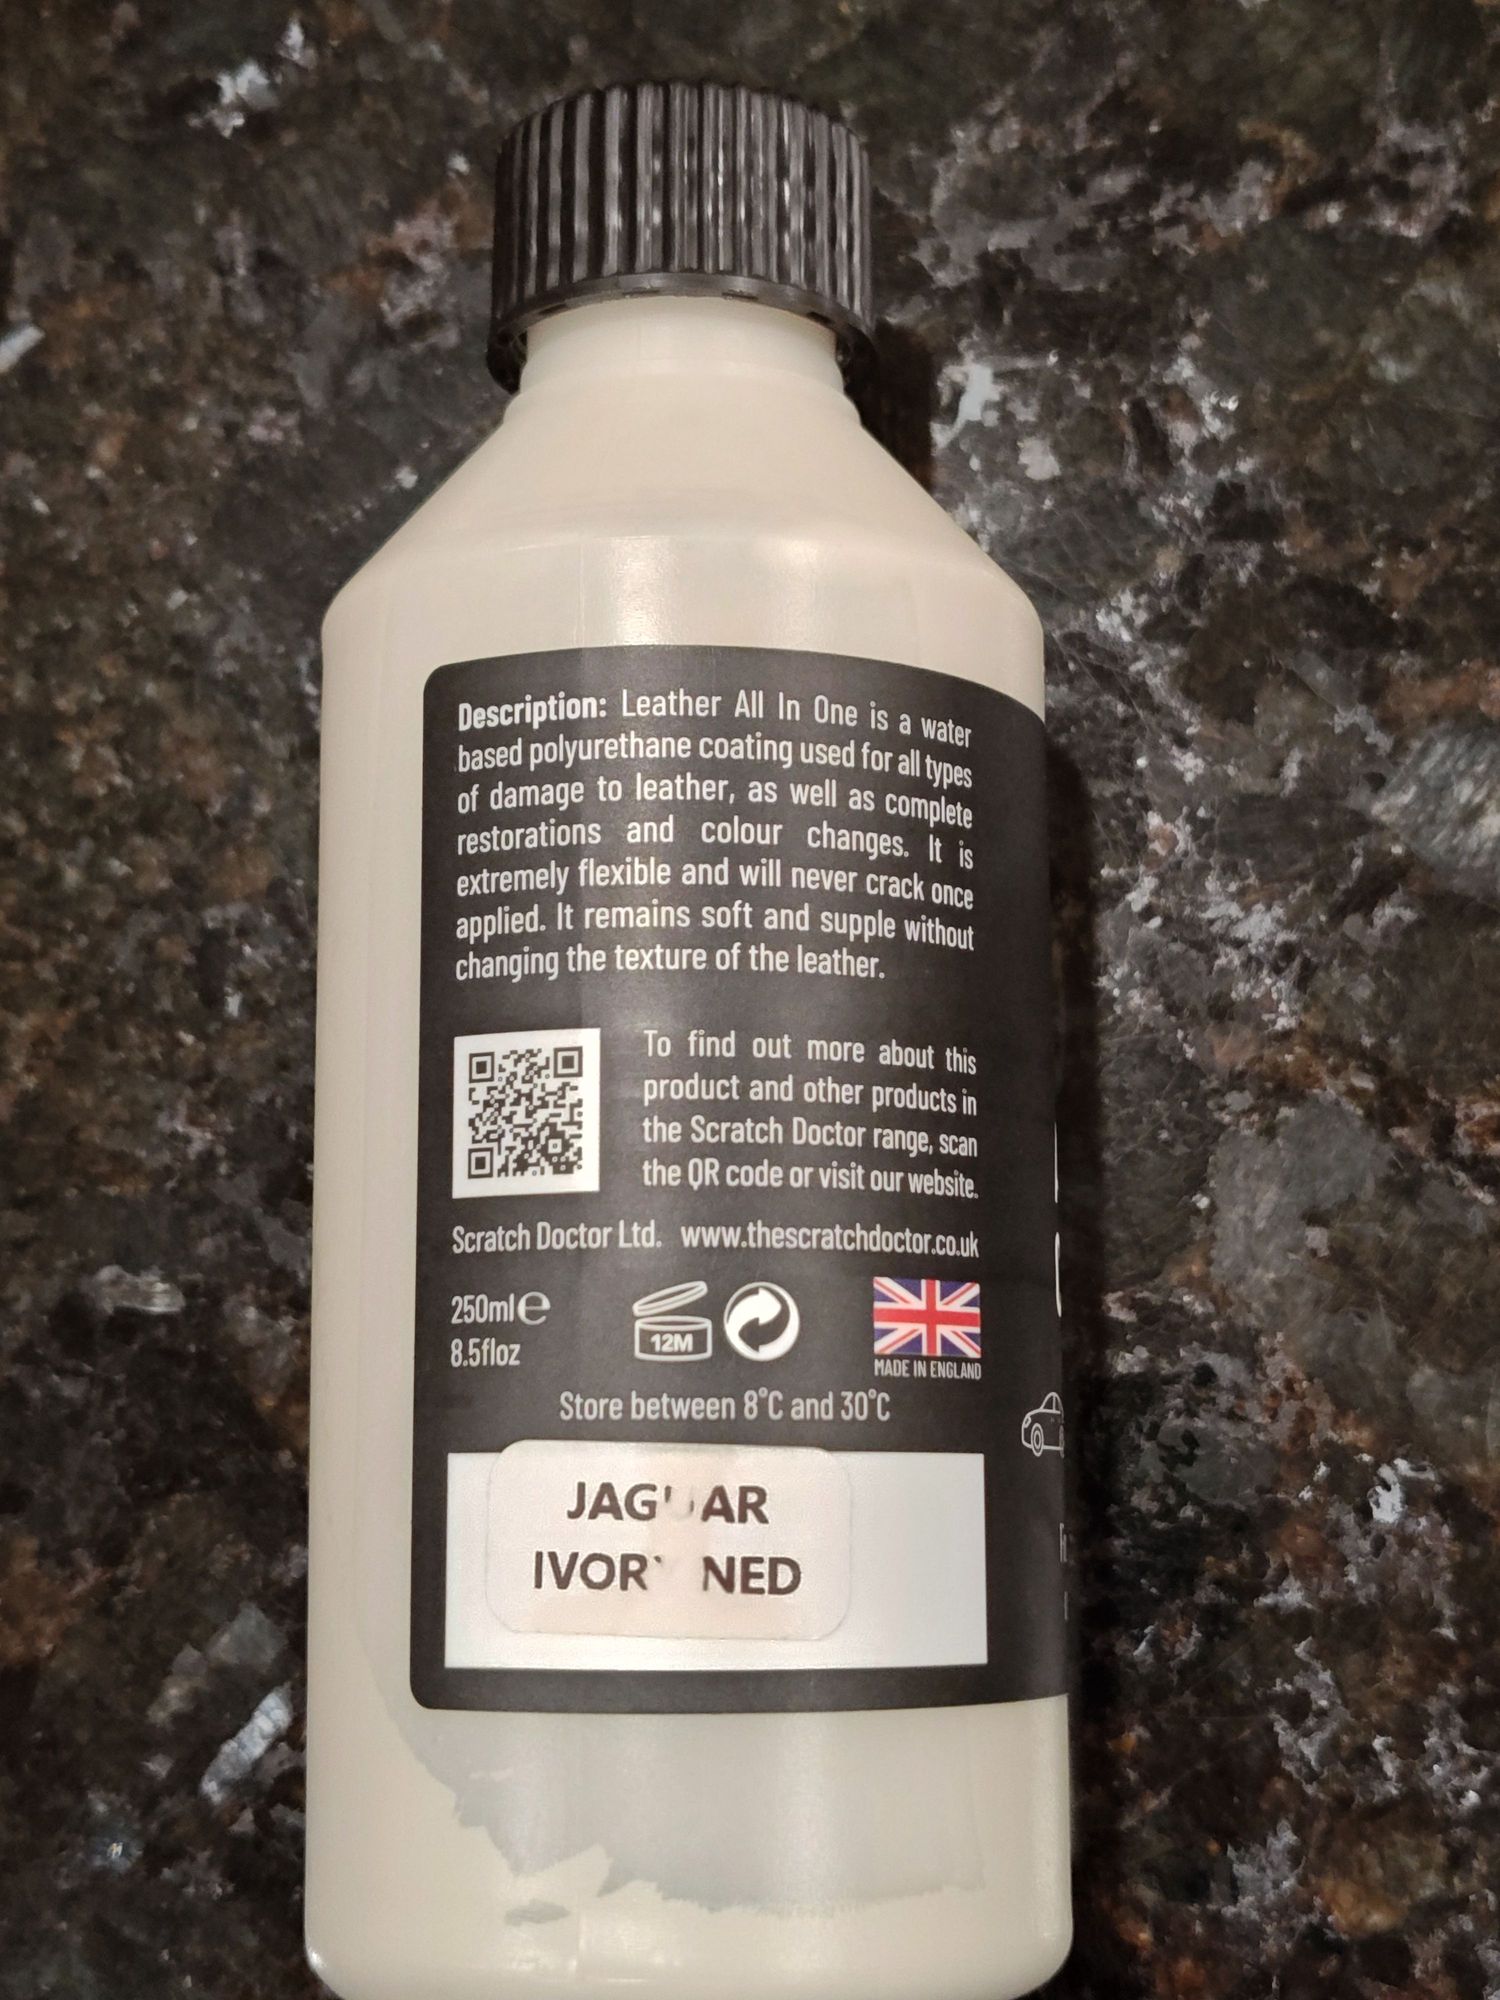 Description: Leather All In One is a water
based polyurethane coating used for all types
of damage to leather, as well as complete
restorations and colour changes. It is
extremely flexible and will never crack once
applied. It remains soft and supple without
changing the texture of the leather.
To find out more about this
product and other products in
the Scratch Doctor range, scan
the QR code or visit our website.
Scratch Doctor Ltd. www.thescratchdoctor.co.uk
250ml℮
8.5floz
12M
MADE IN ENGLAND
Store between 8°C and 30°C
JAGUAR
IVORY NED